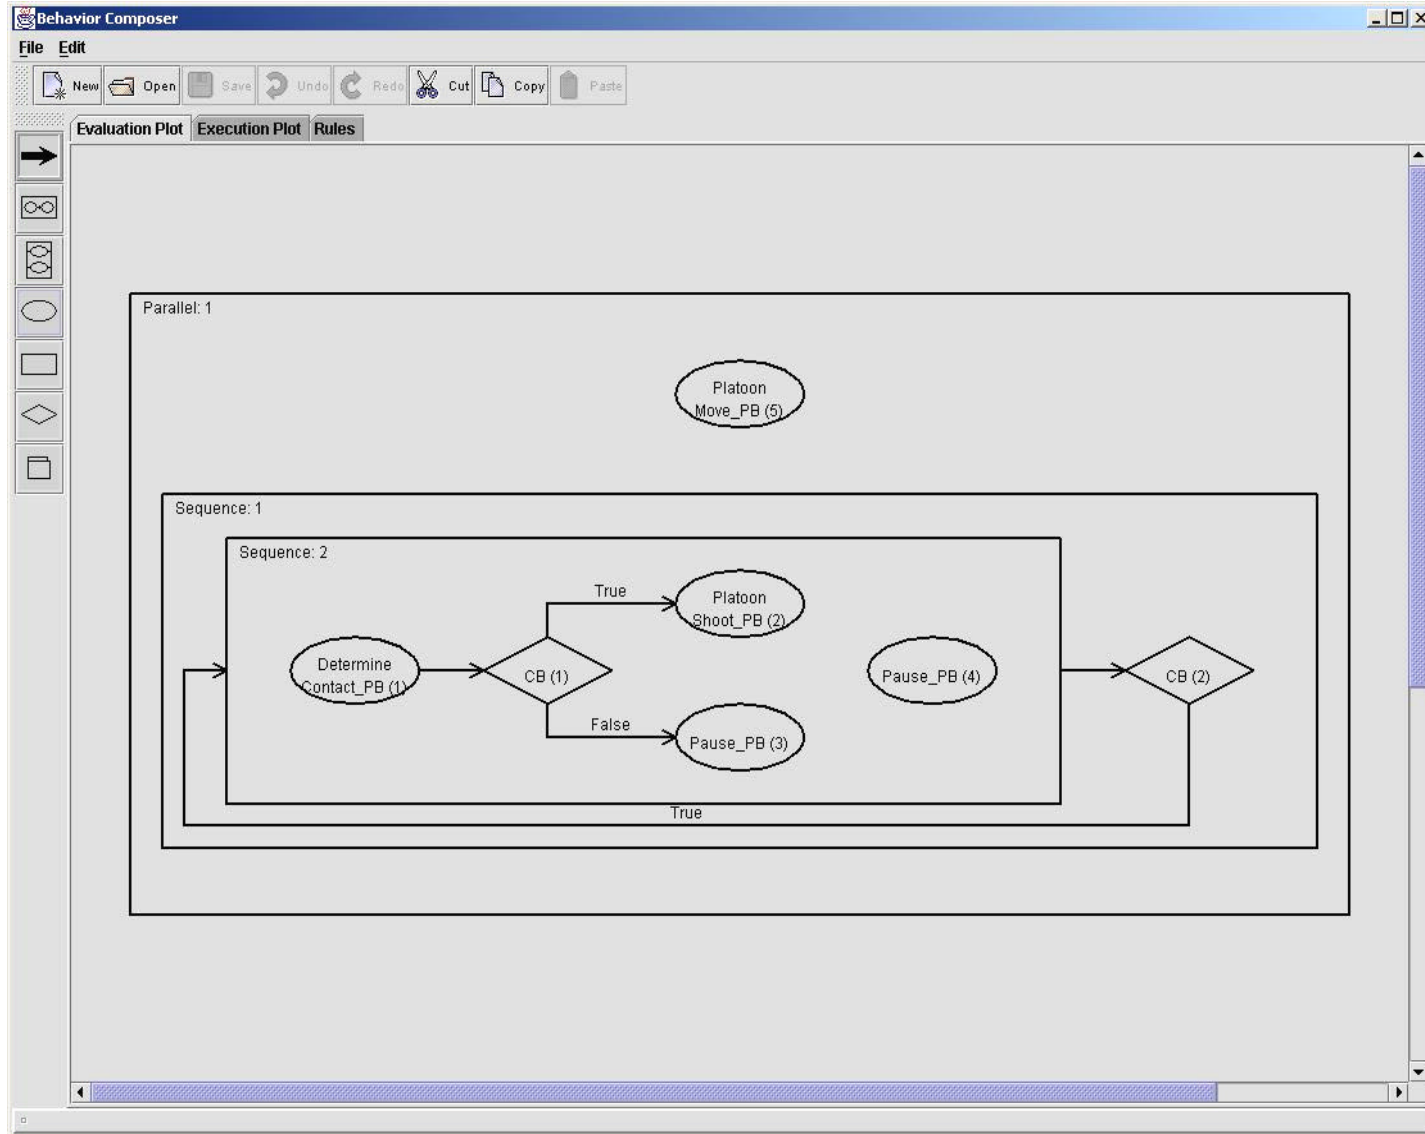 Behavior Composer
File Edit
New Open Save Undo Redo Cut Copy Paste
Evaluation Plot Execution Plot Rules
Parallel: 1
Platoon
Move_PB (5)
Sequence: 1
Sequence: 2
True
Platoon
Shoot_PB (2)
Determine
Contact_PB (1)
CB (1)
Pause_PB (4)
CB (2)
False
Pause_PB (3)
True